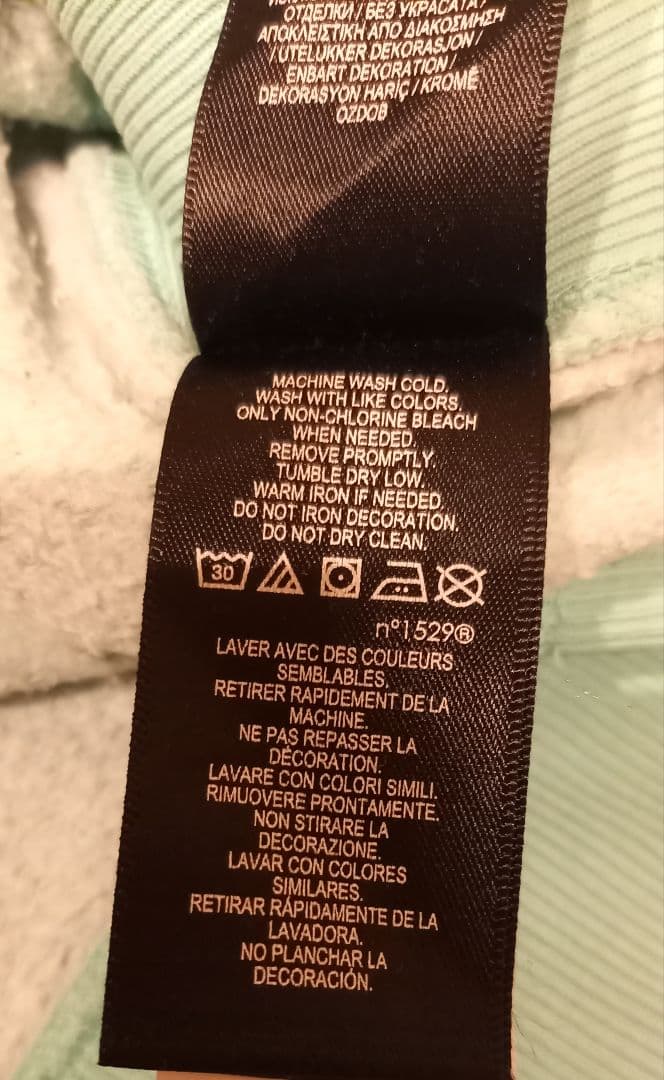 ОТДЕЛКИ / БЕЗ УКРАСАТА /
ΑΠΟΚΛΕΙΣΤΙΚΗ ΑΠΟ ΔΙΑΚΟΣΜΗΣΗ
/ UTELUKKER DEKORASJON /
ENBART DEKORATION /
DEKORASYON HARİÇ / KROMĚ
OZDOB
MACHINE WASH COLD.
WASH WITH LIKE COLORS.
ONLY NON-CHLORINE BLEACH
WHEN NEEDED.
REMOVE PROMPTLY.
TUMBLE DRY LOW.
WARM IRON IF NEEDED.
DO NOT IRON DECORATION.
DO NOT DRY CLEAN.
30
n°1529®
LAVER AVEC DES COULEURS
SEMBLABLES.
RETIRER RAPIDEMENT DE LA
MACHINE.
NE PAS REPASSER LA
DÉCORATION.
LAVARE CON COLORI SIMILI.
RIMUOVERE PRONTAMENTE.
NON STIRARE LA
DECORAZIONE.
LAVAR CON COLORES
SIMILARES.
RETIRAR RÁPIDAMENTE DE LA
LAVADORA.
NO PLANCHAR LA
DECORACIÓN.